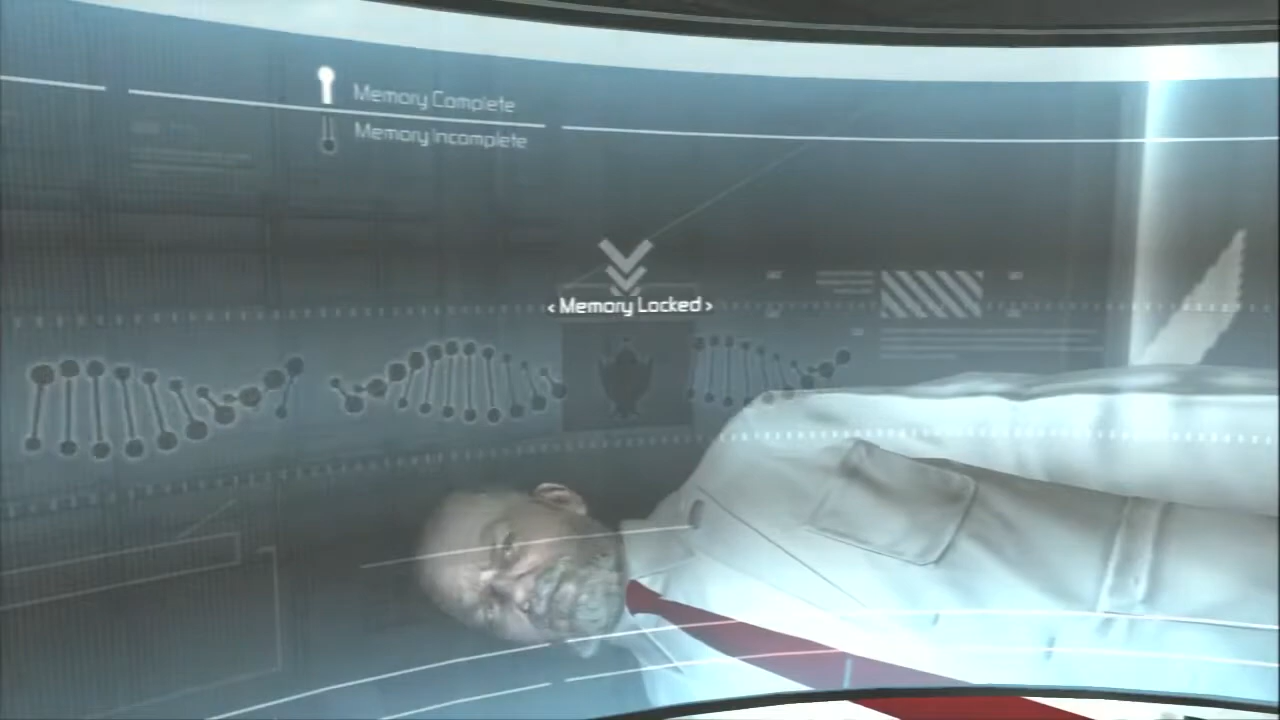 Memory Complete
Memory Incomplete
‹ Memory Locked ›